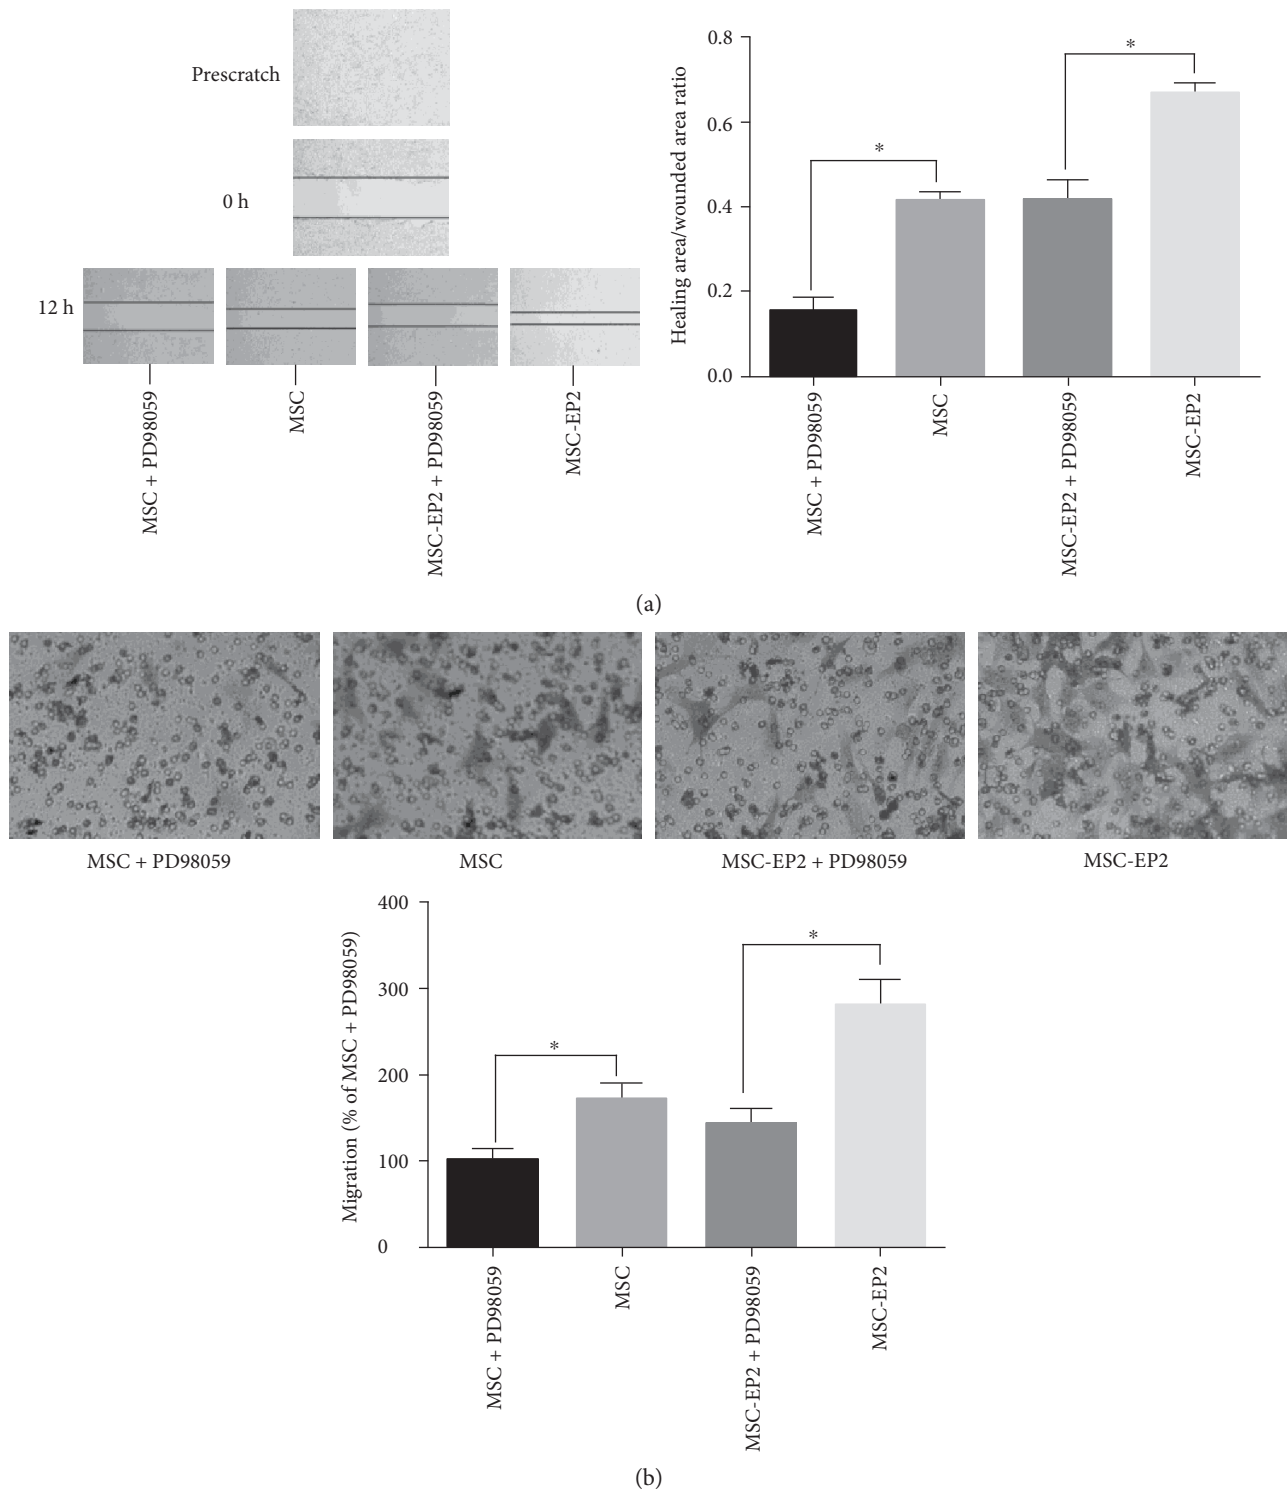 Prescratch
0 h
12 h
MSC + PD98059
MSC
MSC-EP2 + PD98059
MSC-EP2
Healing area/wounded area ratio
0.8
0.6
0.4
0.2
0.0
*
*
MSC + PD98059
MSC
MSC-EP2 + PD98059
MSC-EP2
(a)
MSC + PD98059
MSC
MSC-EP2 + PD98059
MSC-EP2
Migration (% of MSC + PD98059)
400
300
200
100
0
*
*
MSC + PD98059
MSC
MSC-EP2 + PD98059
MSC-EP2
(b)